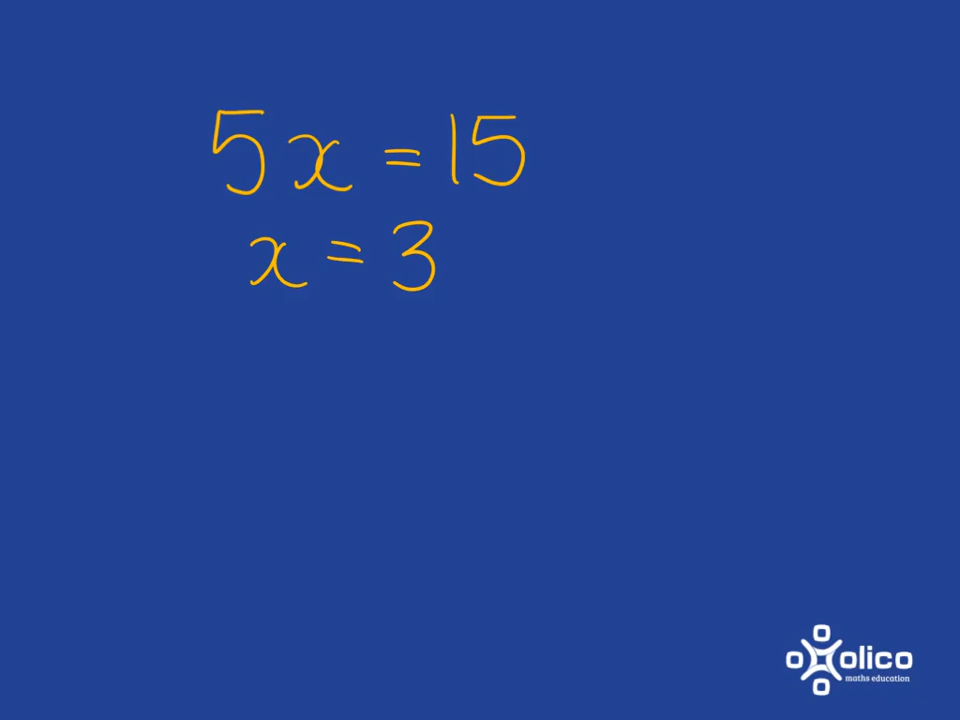 5x = 15
x = 3
olico
maths education